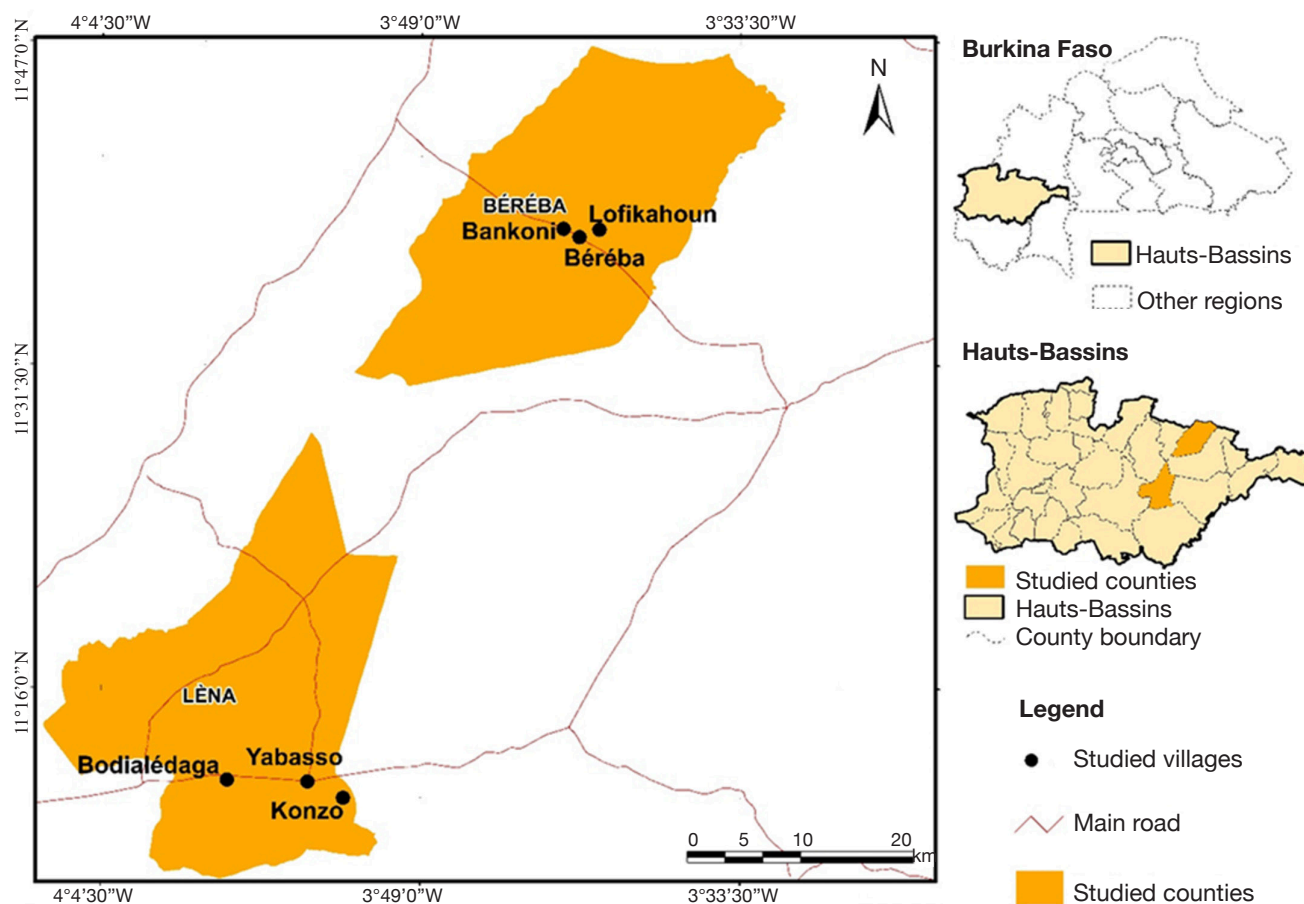 4°4’30”W
3°49’0”W
3°33’30”W
11°47’0”N
11°31’30”N
11°16’0”N
N
BÉRÉBA
Lofikahoun
Bankoni
Béréba
LÈNA
Bodialédaga
Yabasso
Konzo
0 5 10 20
km
4°4’30”W
3°49’0”W
3°33’30”W
Burkina Faso
Hauts-Bassins
Other regions
Hauts-Bassins
Studied counties
Hauts-Bassins
County boundary
Legend
Studied villages
Main road
Studied counties